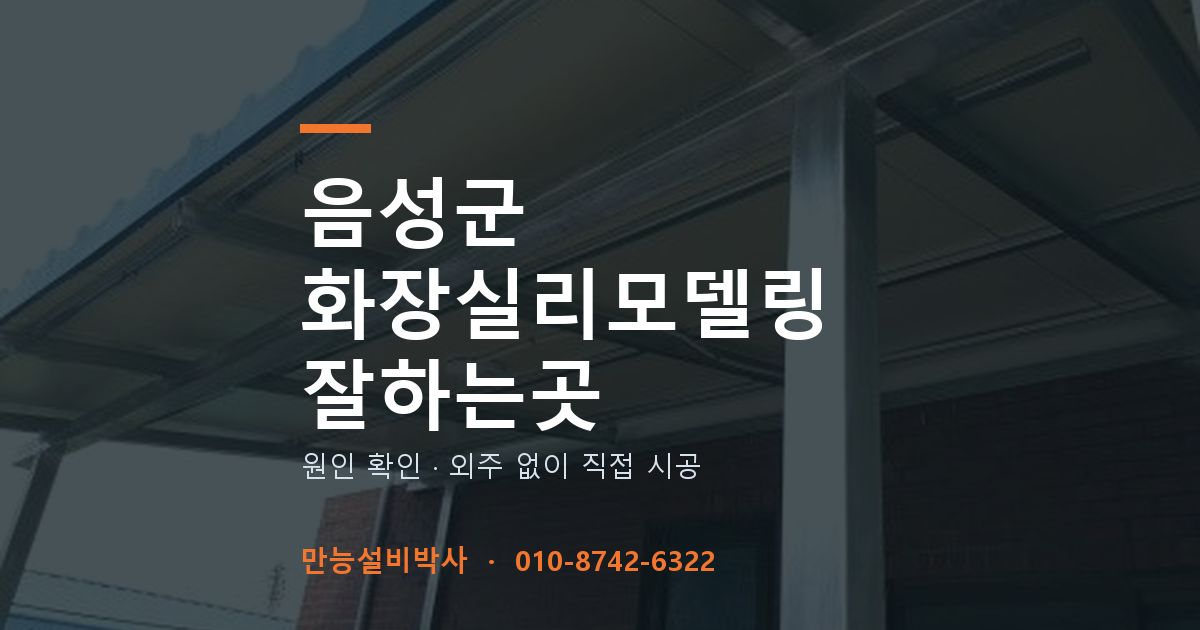 음성군
화장실리모델링
잘하는곳
원인 확인 · 외주 없이 직접 시공
만능설비박사 · 010-8742-6322